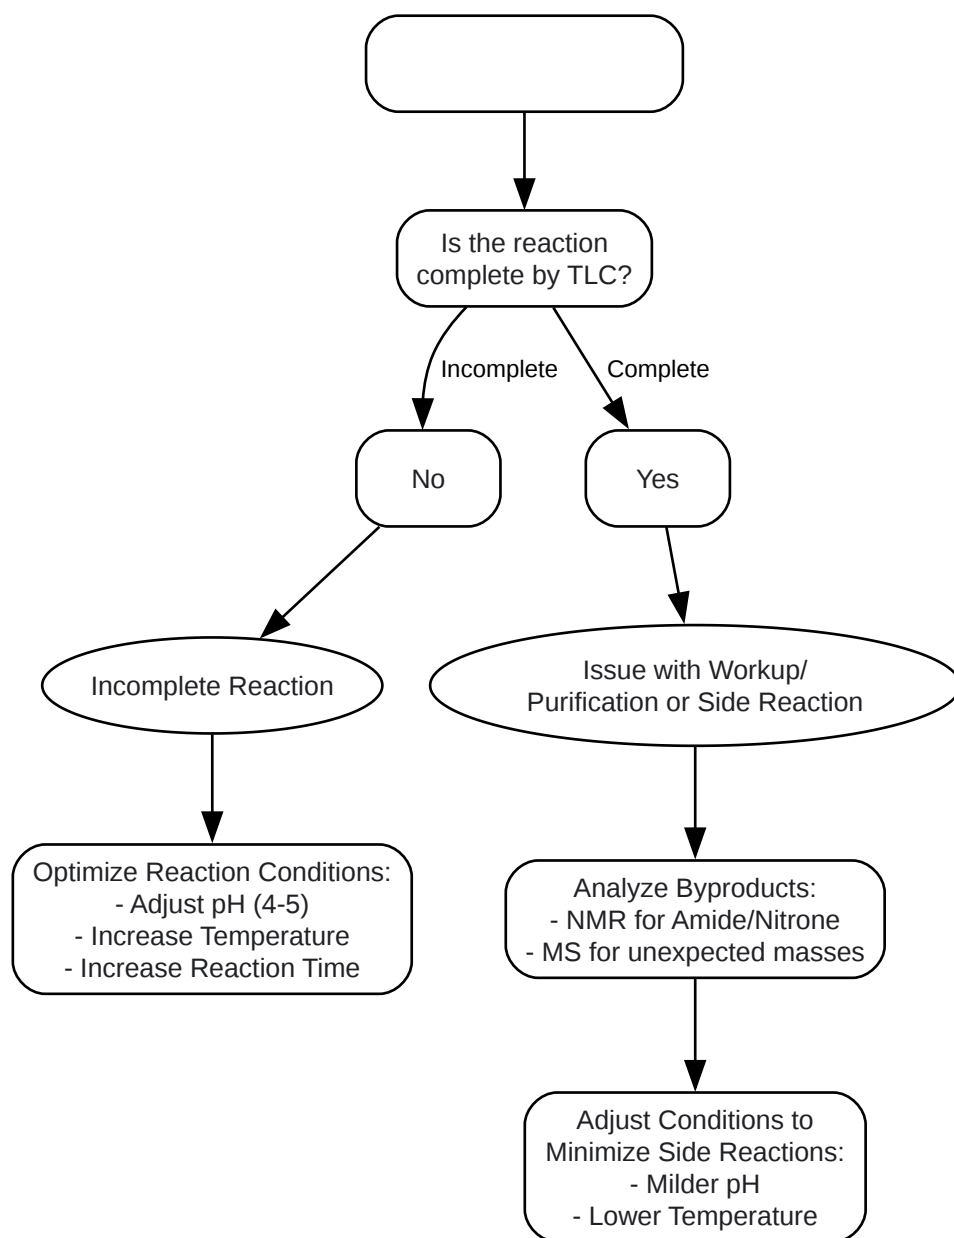 Is the reaction
complete by TLC?
Incomplete
Complete
No
Yes
Incomplete Reaction
Issue with Workup/
Purification or Side Reaction
Optimize Reaction Conditions:
- Adjust pH (4-5)
- Increase Temperature
- Increase Reaction Time
Analyze Byproducts:
- NMR for Amide/Nitrone
- MS for unexpected masses
Adjust Conditions to
Minimize Side Reactions:
- Milder pH
- Lower Temperature